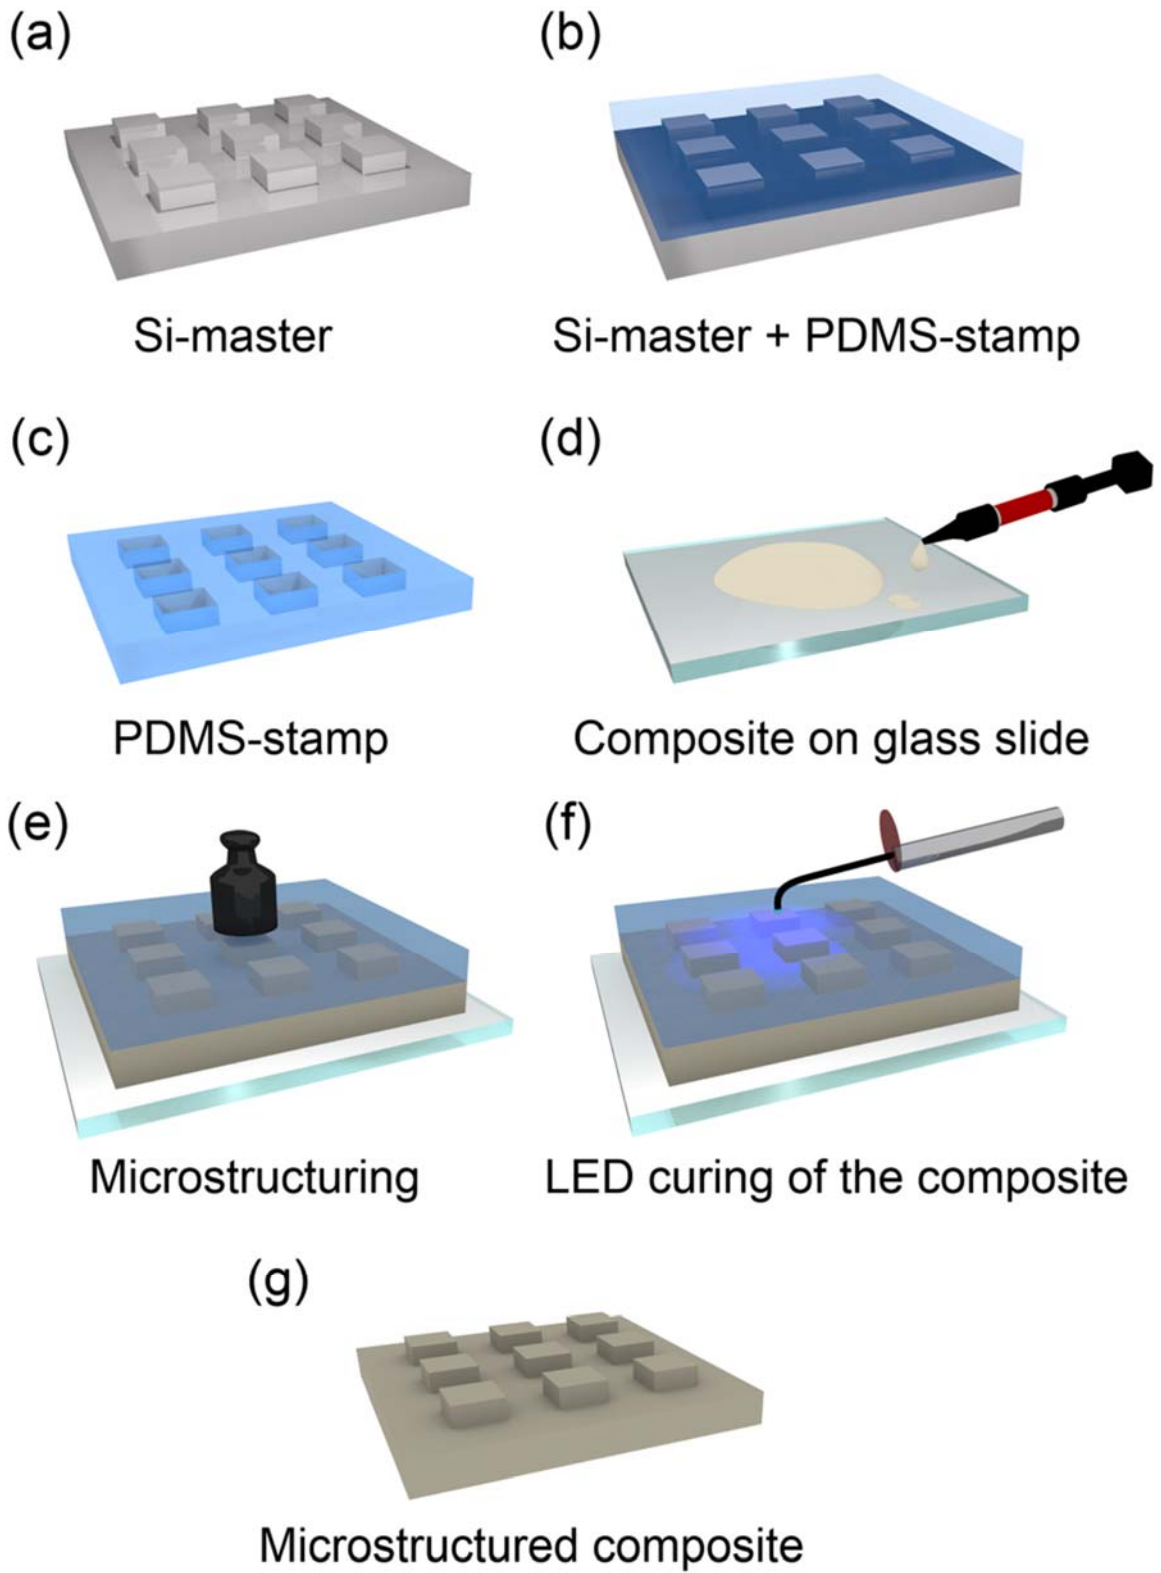 (a)
(b)
Si-master
Si-master + PDMS-stamp
(c)
(d)
PDMS-stamp
Composite on glass slide
(e)
(f)
Microstructuring
LED curing of the composite
(g)
Microstructured composite